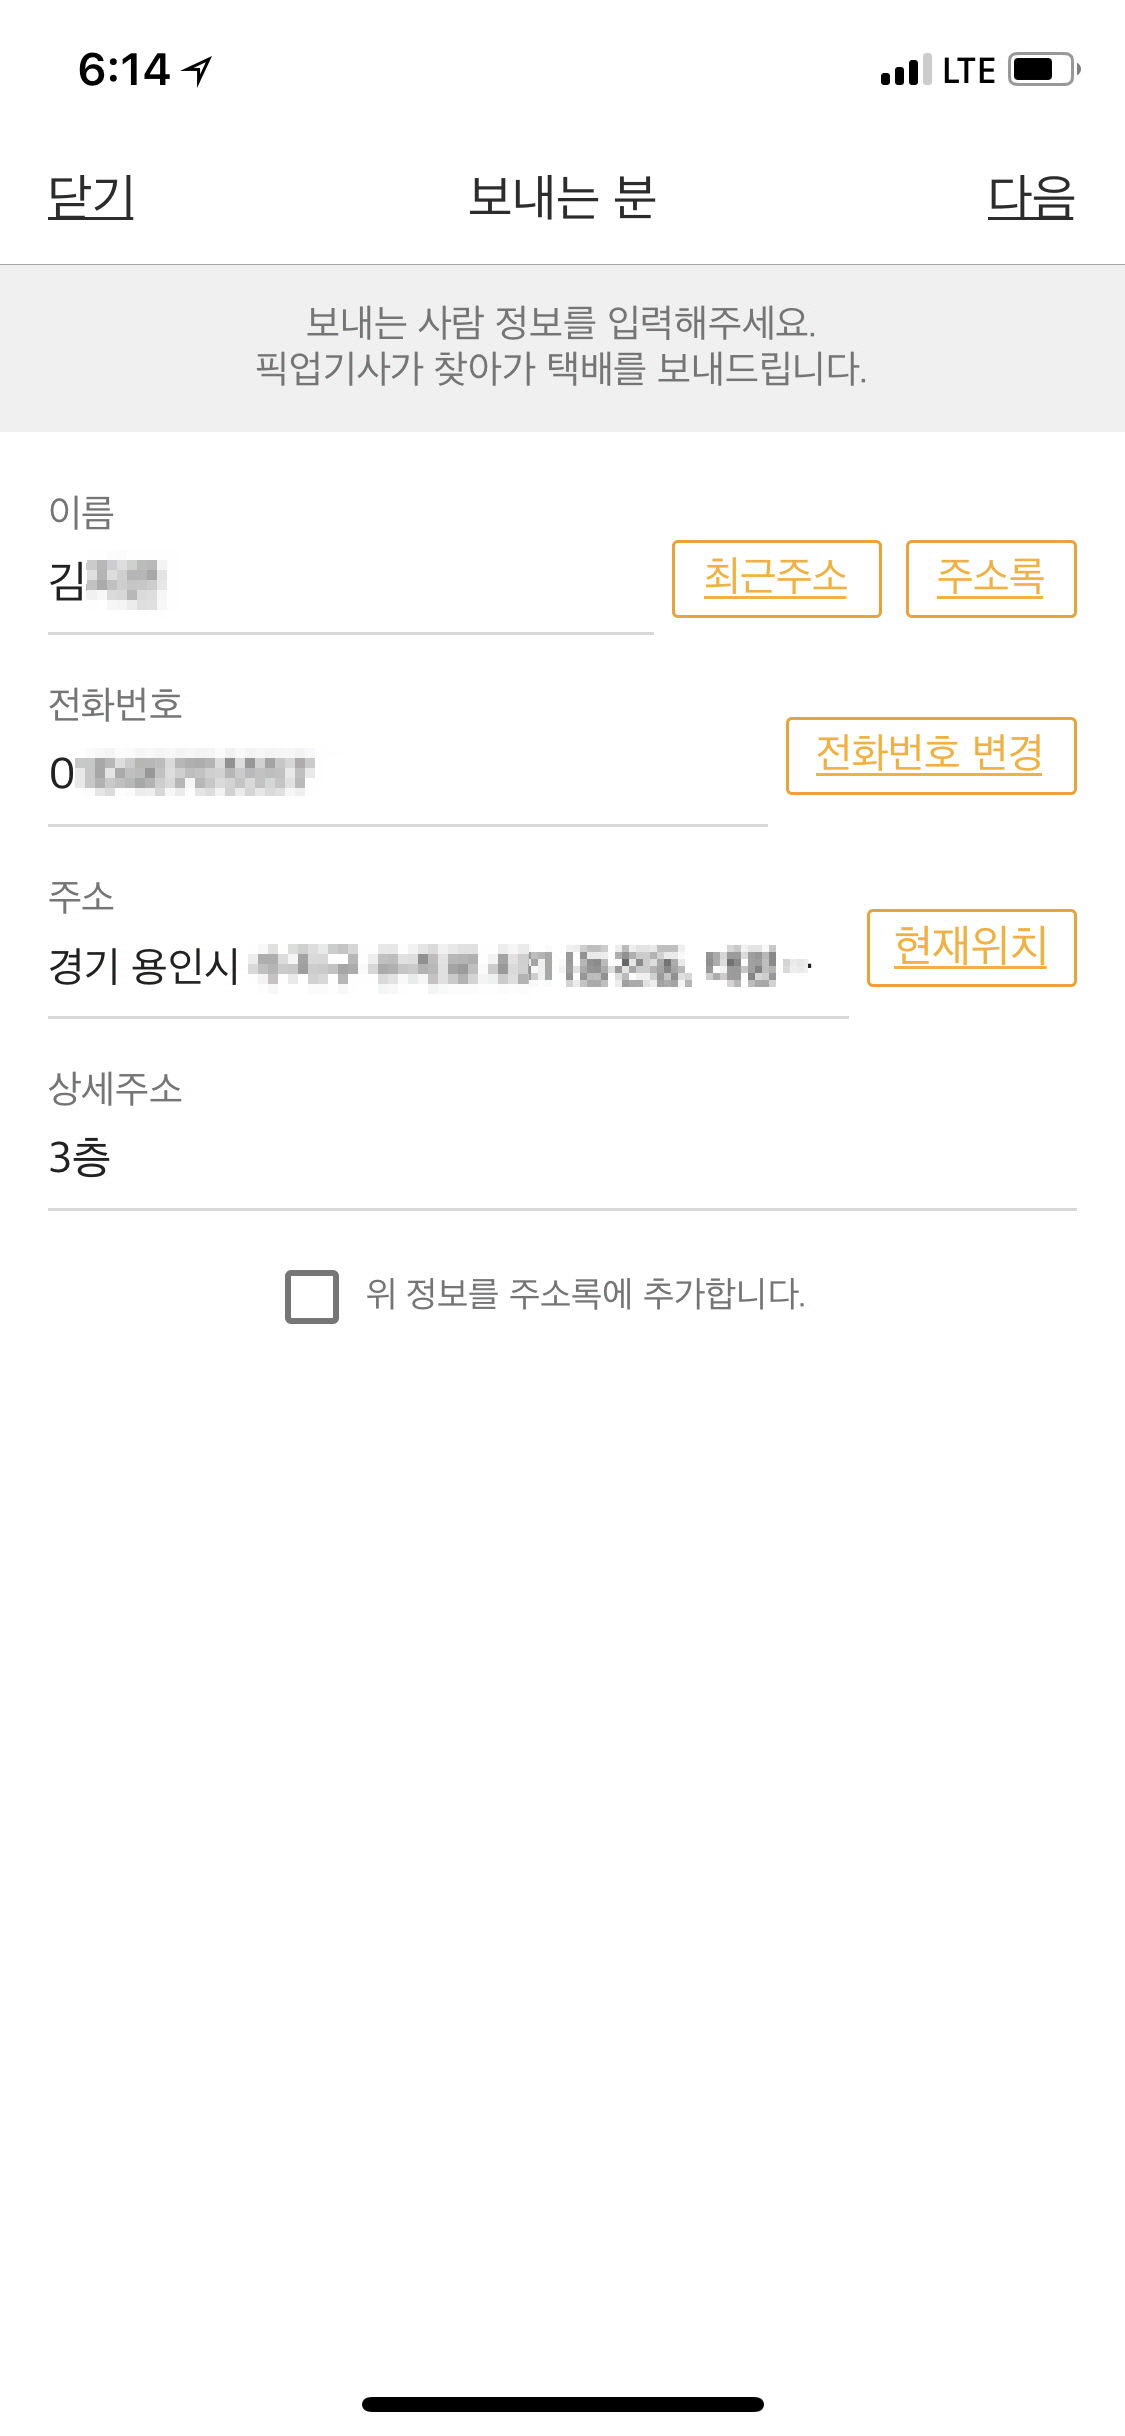 6:14 LTE
닫기 보내는 분 다음
보내는 사람 정보를 입력해주세요.
픽업기사가 찾아가 택배를 보내드립니다.
이름
김 최근주소 주소록
전화번호
0 전화번호 변경
주소
경기 용인시 현재위치
상세주소
3층
위 정보를 주소록에 추가합니다.